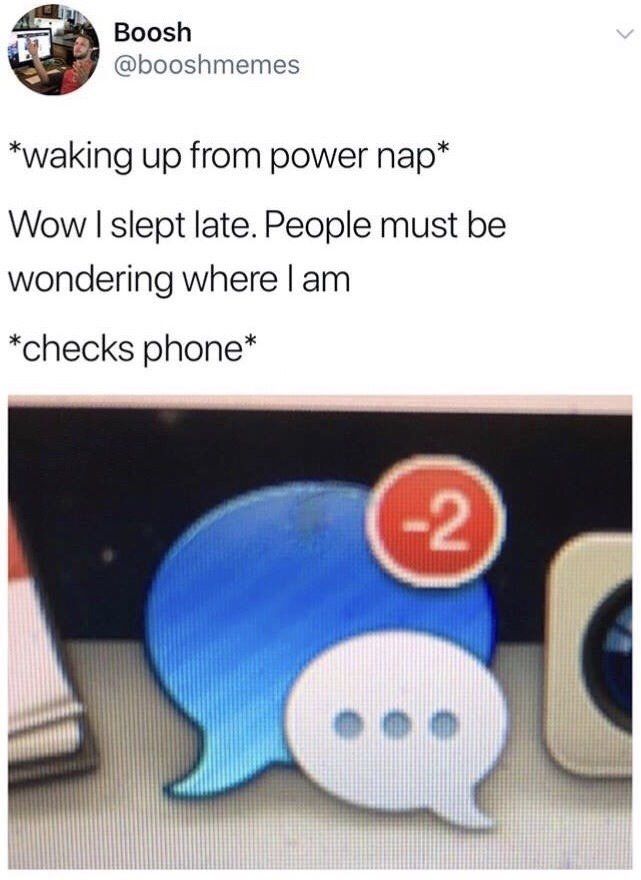 Boosh
@booshmemes
*waking up from power nap*
Wow I slept late. People must be
wondering where I am
*checks phone*
-2